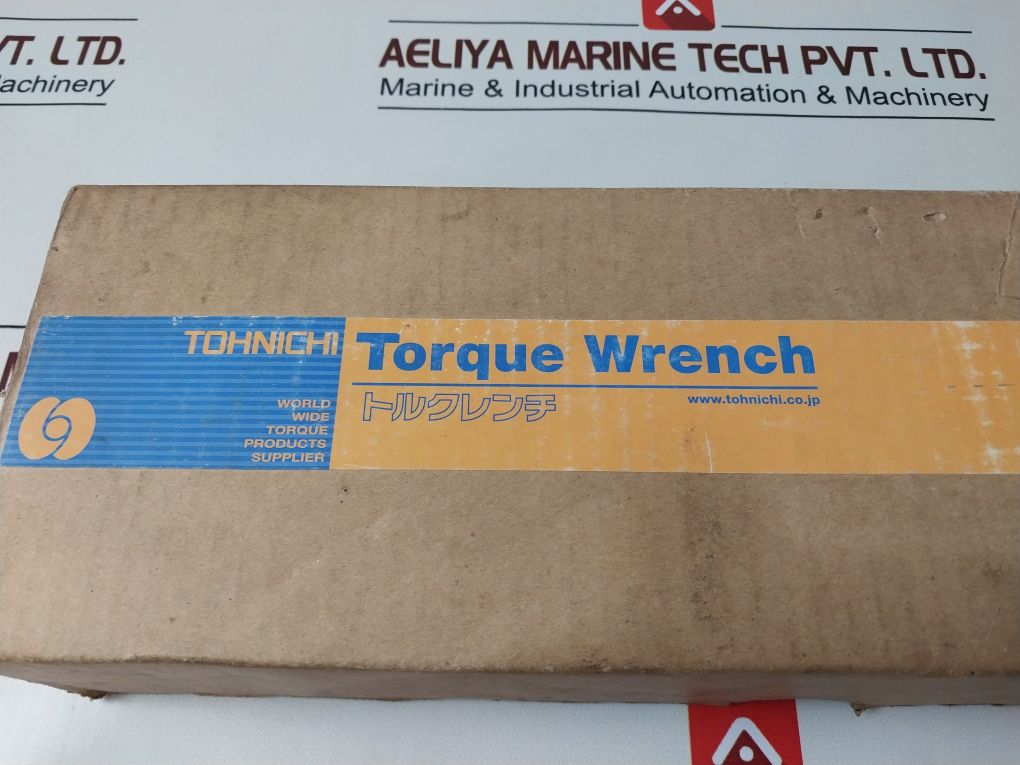 VT. LTD.
achinery
AELIYA MARINE TECH PVT. LTD.
Marine & Industrial Automation & Machinery
TOHNICHI
WORLD
WIDE
TORQUE
PRODUCTS
SUPPLIER
Torque Wrench
トルクレンチ
www.tohnichi.co.jp